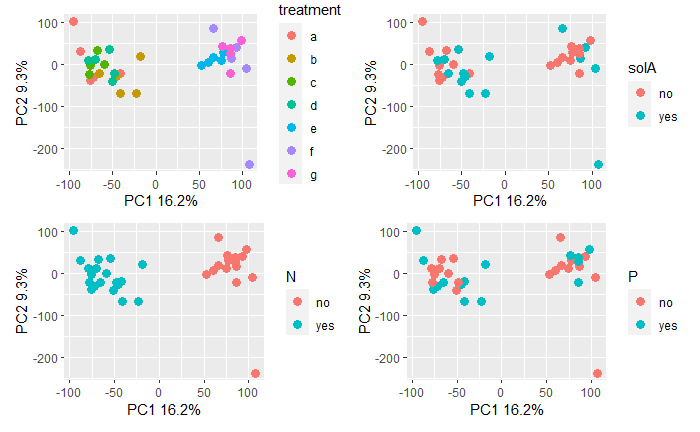 treatment
100
0
-100
-200
PC2 9.3%
-100 -50 0 50 100
PC1 16.2%
a
b
c
d
e
f
g
100
0
-100
-200
PC2 9.3%
-100 -50 0 50 100
PC1 16.2%
solA
no
yes
100
0
-100
-200
PC2 9.3%
-100 -50 0 50 100
PC1 16.2%
N
no
yes
100
0
-100
-200
PC2 9.3%
-100 -50 0 50 100
PC1 16.2%
P
no
yes